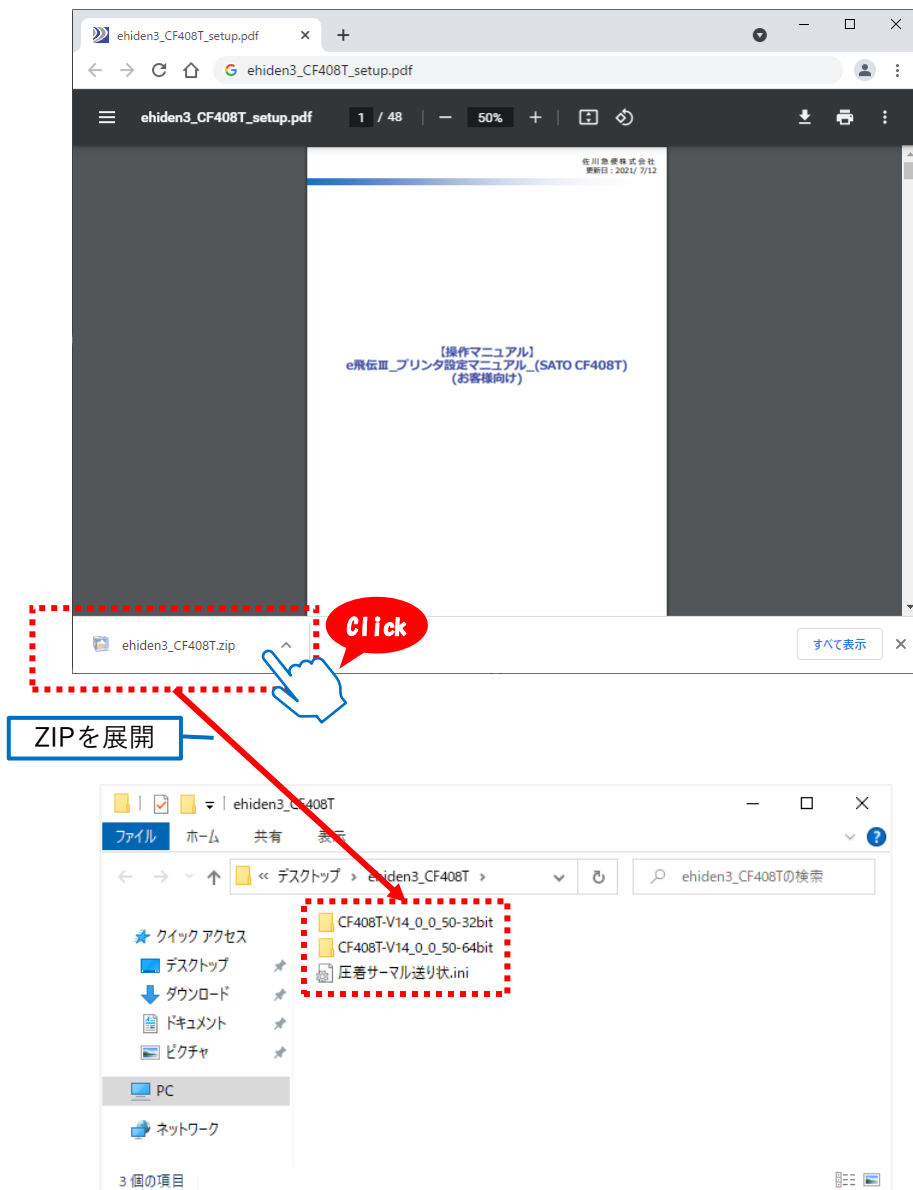 ehiden3_CF408T_setup.pdf
ehiden3_CF408T_setup.pdf
ehiden3_CF408T_setup.pdf 1 / 48 50%
佐川急便株式会社
更新日：2021/ 7/12
【操作マニュアル】
e飛伝Ⅲ_プリンタ設定マニュアル_(SATO CF408T)
(お客様向け)
Click
ehiden3_CF408T.zip
すべて表示
ZIPを展開
ehiden3_CF408T
ファイル ホーム 共有 表示
« デスクトップ › ehiden3_CF408T ›
ehiden3_CF408Tの検索
クイック アクセス
デスクトップ
ダウンロード
ドキュメント
ピクチャ
PC
ネットワーク
CF408T-V14_0_0_50-32bit
CF408T-V14_0_0_50-64bit
圧着サーマル送り状.ini
3 個の項目